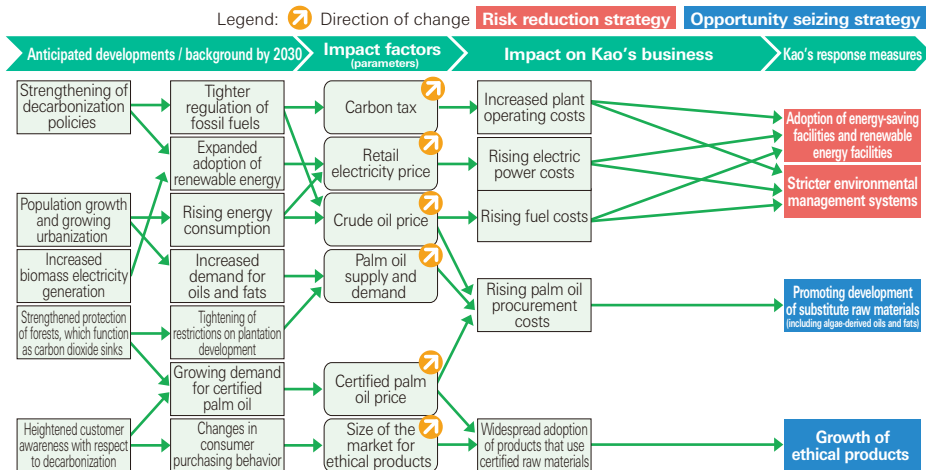 Legend: Direction of change Risk reduction strategy Opportunity seizing strategy
Anticipated developments / background by 2030
Impact factors
(parameters)
Impact on Kao's business
Kao's response measures
Strengthening of
decarbonization
policies
Population growth
and growing
urbanization
Increased
biomass electricity
generation
Strengthened protection
of forests, which function
as carbon dioxide sinks
Heightened customer
awareness with respect
to decarbonization
Tighter
regulation of
fossil fuels
Expanded
adoption of
renewable energy
Rising energy
consumption
Increased
demand for
oils and fats
Tightening of
restrictions on plantation
development
Growing demand
for certified
palm oil
Changes in
consumer
purchasing behavior
Carbon tax
Retail
electricity price
Crude oil price
Palm oil
supply and
demand
Certified palm
oil price
Size of the
market for
ethical products
Increased plant
operating costs
Rising electric
power costs
Rising fuel costs
Rising palm oil
procurement
costs
Widespread adoption
of products that use
certified raw materials
Adoption of energy-saving
facilities and renewable
energy facilities
Stricter environmental
management systems
Promoting development
of substitute raw materials
(including algae-derived oils and fats)
Growth of
ethical products